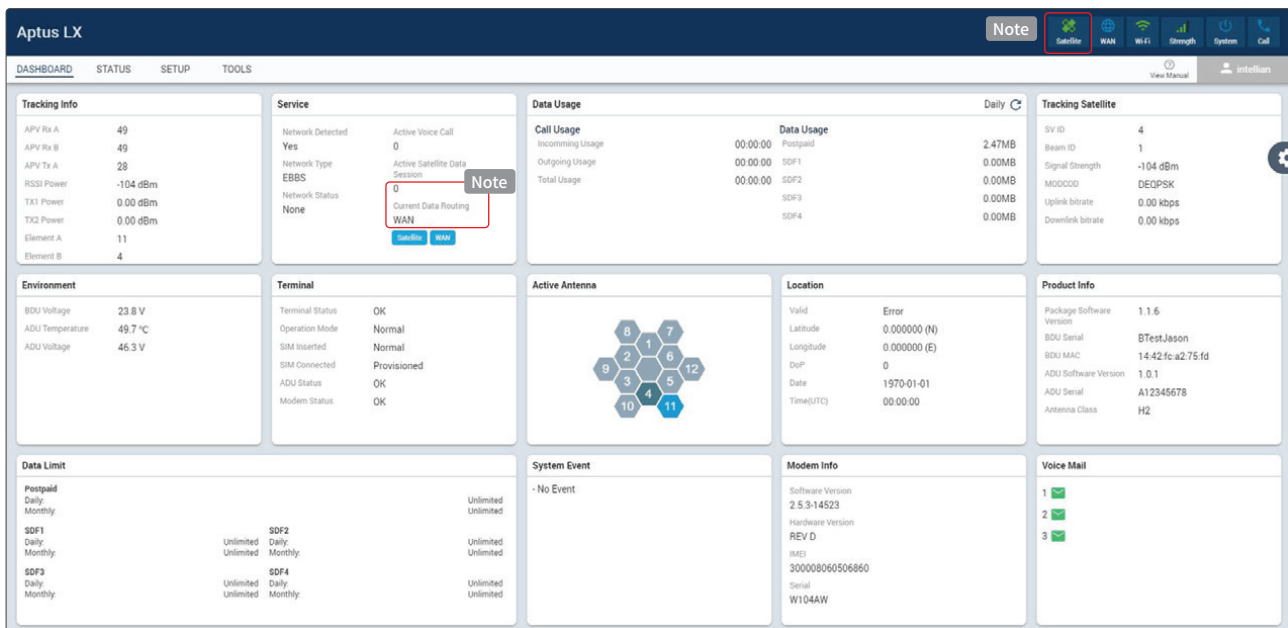 Aptus LX
Note
Satellite
WAN
Wi-Fi
Strength
System
Call
DASHBOARD STATUS SETUP TOOLS
View Manual
intellian
Tracking Info
APV Rx A 49
APV Rx B 49
APV Tx A 28
RSSI Power -104 dBm
TX1 Power 0.00 dBm
TX2 Power 0.00 dBm
Element A 11
Element B 4
Service
Network Detected
Yes
Network Type
EBBS
Network Status
None
Active Voice Call
0
Active Satellite Data
Session
0
Note
Current Data Routing
WAN
Satellite WAN
Data Usage Daily
Call Usage
Incomming Usage 00:00:00
Outgoing Usage 00:00:00
Total Usage 00:00:00
Data Usage
Postpaid 2.47MB
SDF1 0.00MB
SDF2 0.00MB
SDF3 0.00MB
SDF4 0.00MB
Tracking Satellite
SV ID 4
Beam ID 1
Signal Strength -104 dBm
MODCOD DEQPSK
Uplink bitrate 0.00 kbps
Downlink bitrate 0.00 kbps
Environment
BDU Voltage 23.8 V
ADU Temperature 49.7 ℃
ADU Voltage 46.3 V
Terminal
Terminal Status OK
Operation Mode Normal
SIM Inserted Normal
SIM Connected Provisioned
ADU Status OK
Modem Status OK
Active Antenna
8 7
1
2 6
9 12
3 5
4
10 11
Location
Valid Error
Latitude 0.000000 (N)
Longitude 0.000000 (E)
DoP 0
Date 1970-01-01
Time(UTC) 00:00:00
Product Info
Package Software
Version 1.1.6
BDU Serial BTestJason
BDU MAC 14:42:fc:a2:75:fd
ADU Software Version 1.0.1
ADU Serial A12345678
Antenna Class H2
Data Limit
Postpaid
Daily: Unlimited
Monthly: Unlimited
SDF1 SDF2
Daily: Unlimited Daily: Unlimited
Monthly: Unlimited Monthly: Unlimited
SDF3 SDF4
Daily: Unlimited Daily: Unlimited
Monthly: Unlimited Monthly: Unlimited
System Event
- No Event
Modem Info
Software Version
2.5.3-14523
Hardware Version
REV D
IMEI
300008060506860
Serial
W104AW
Voice Mail
1
2
3